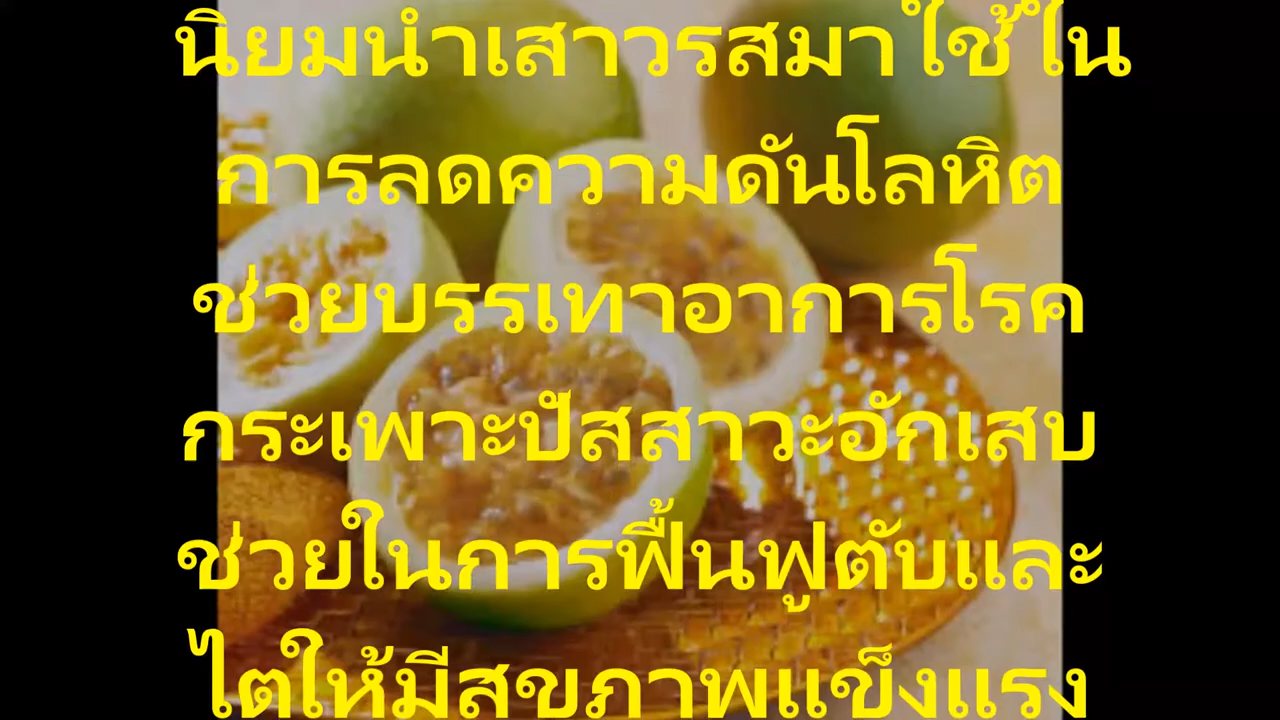 นิยมนำเสาวรสมาใช้ใน
การลดความดันโลหิต
ช่วยบรรเทาอาการโรค
กระเพาะปัสสาวะอักเสบ
ช่วยในการฟื้นฟูตับและ
ไตให้มีสุขภาพแข็งแรง